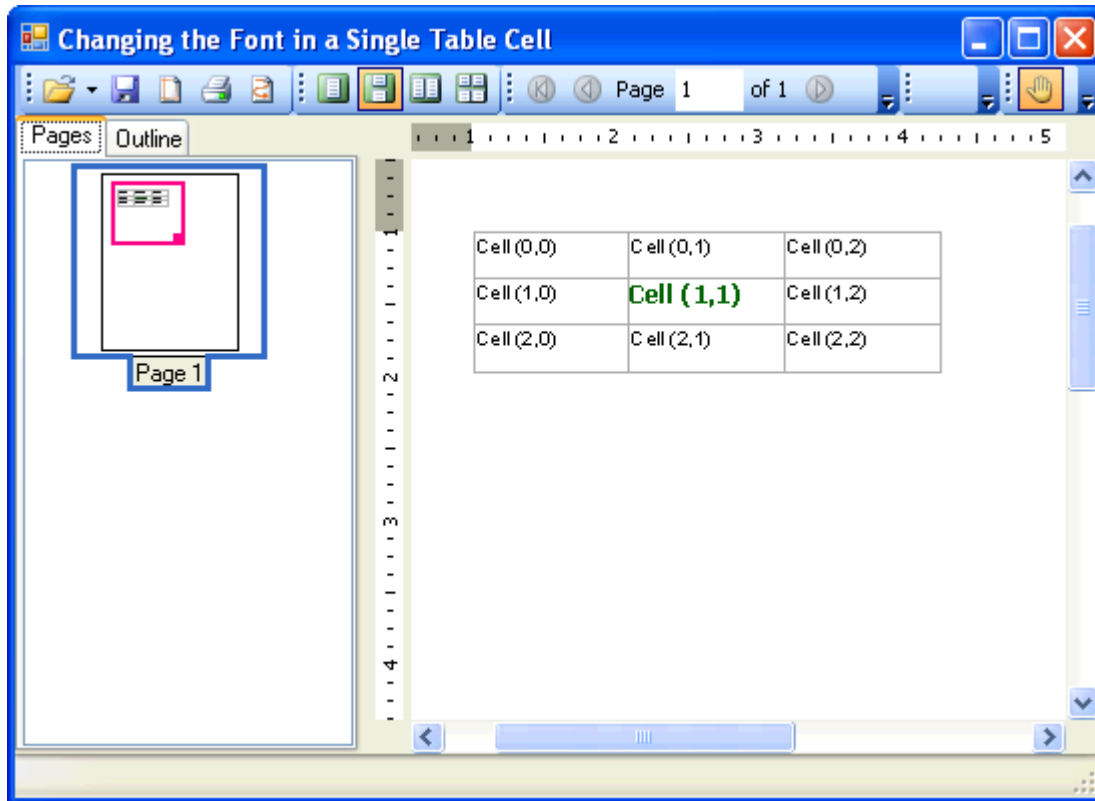 Changing the Font in a Single Table Cell
Page 1 of 1
Pages Outline
1 2 3 4 5
Cell (0,0) Cell (0,1) Cell (0,2)
1
Cell (1,0) Cell (1,1) Cell (1,2)
Cell (2,0) Cell (2,1) Cell (2,2)
Page 1
2
3
4